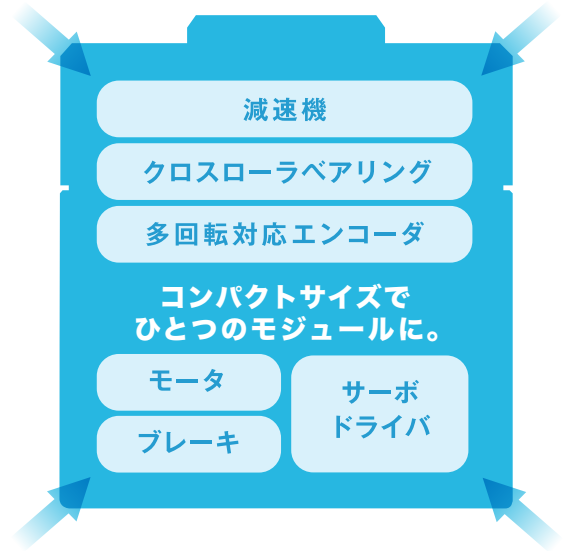 減速機
クロスローラベアリング
多回転対応エンコーダ
コンパクトサイズで
ひとつのモジュールに。
モータ
ブレーキ
サーボ
ドライバ